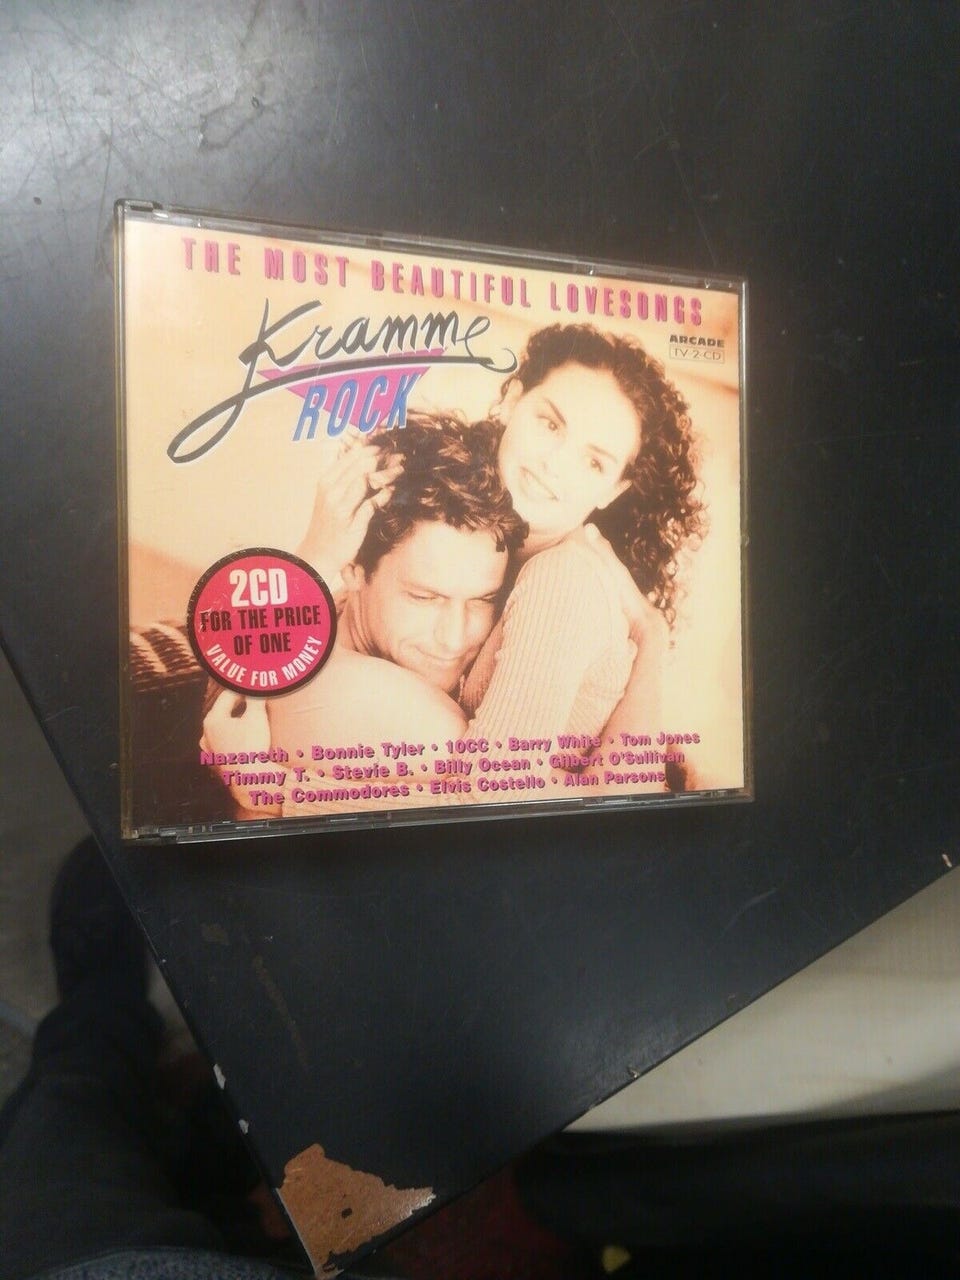 THE MOST BEAUTIFUL LOVESONGS
Kramme
ROCK
ARCADE
TV·2·CD
2CD
FOR THE PRICE
OF ONE
VALUE FOR MONEY
Nazareth • Bonnie Tyler • 10CC • Barry White • Tom Jones
Timmy T. • Stevie B. • Billy Ocean • Gilbert O'Sullivan
The Commodores • Elvis Costello • Alan Parsons